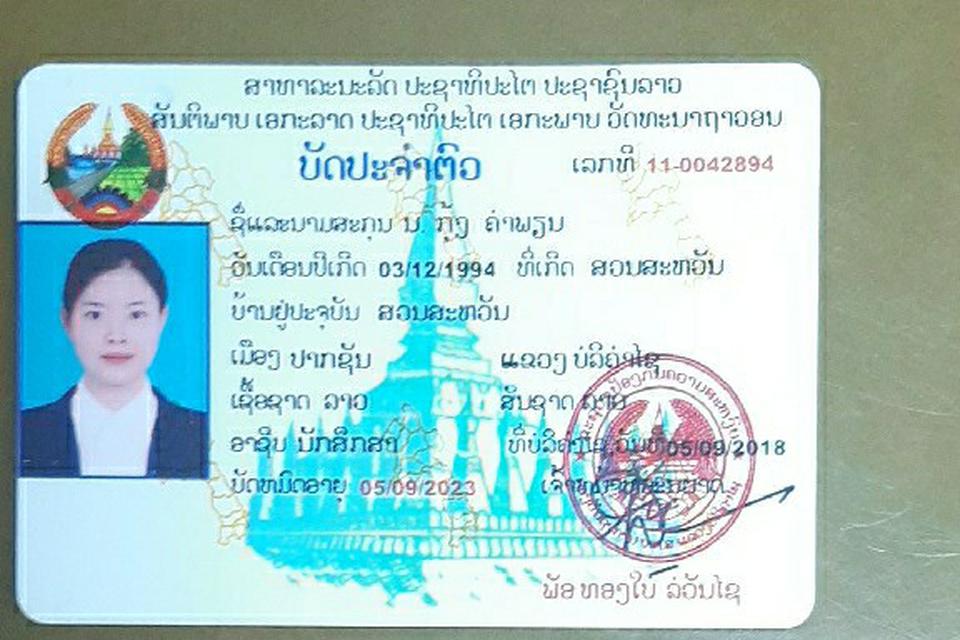 ສາທາລະນະລັດ ປະຊາທິປະໄຕ ປະຊາຊົນລາວ
ສັນຕິພາບ ເອກະລາດ ປະຊາທິປະໄຕ ເອກະພາບ ວັດທະນາຖາວອນ
ບັດປະຈຳຕົວ ເລກທີ 11-0042894
ຊື່ແລະນາມສະກຸນ ນ. ກຸ້ງ ຄຳພຽນ
ວັນເດືອນປີເກີດ 03/12/1994 ທີ່ເກີດ ສວນສະຫວັນ
ບ້ານຢູ່ປະຈຸບັນ ສວນສະຫວັນ
ເມືອງ ປາກຊັນ ແຂວງ ບໍລິຄຳໄຊ
ເຊື້ອຊາດ ລາວ ສັນຊາດ ລາວ
ອາຊີບ ນັກສຶກສາ ທີ່ບໍລິຄຳໄຊ ວັນທີ 05/09/2018
ບັດຫມົດອາຍຸ 05/09/2023
ພັອ ທອງໃບ ລໍວັນໄຊ